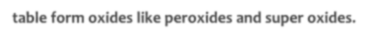 table form oxides like peroxides and super oxides.